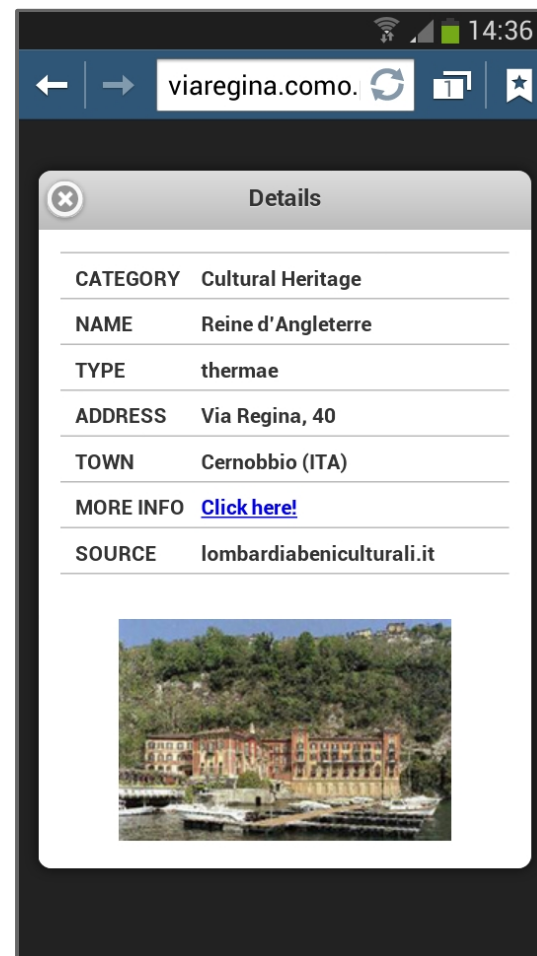 14:36
viaregina.como.
1
Details
CATEGORY Cultural Heritage
NAME Reine d'Angleterre
TYPE thermae
ADDRESS Via Regina, 40
TOWN Cernobbio (ITA)
MORE INFO Click here!
SOURCE lombardiabeniculturali.it